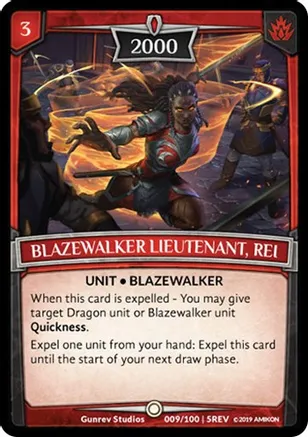 3
2000
BLAZEWALKER LIEUTENANT, REI
UNIT • BLAZEWALKER
When this card is expelled - You may give
target Dragon unit or Blazewalker unit
Quickness.
Expel one unit from your hand: Expel this card
until the start of your next draw phase.
Gunrev Studios 009/100 | 5REV ©2019 AMIKON